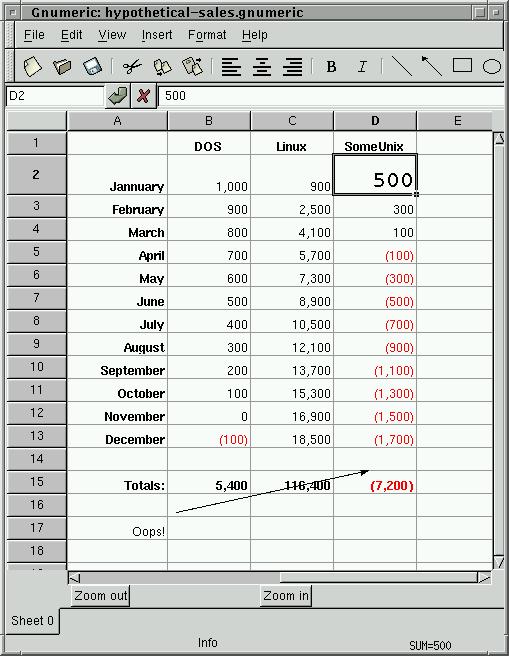 Gnumeric: hypothetical-sales.gnumeric
File Edit View Insert Format Help
B I
D2 500
A B C D E
1 DOS Linux SomeUnix
2 Jannuary 1,000 900 500
3 February 900 2,500 300
4 March 800 4,100 100
5 April 700 5,700 (100)
6 May 600 7,300 (300)
7 June 500 8,900 (500)
8 July 400 10,500 (700)
9 August 300 12,100 (900)
10 September 200 13,700 (1,100)
11 October 100 15,300 (1,300)
12 November 0 16,900 (1,500)
13 December (100) 18,500 (1,700)
14
15 Totals: 5,400 116,400 (7,200)
16
17 Oops!
18
Zoom out Zoom in
Sheet 0
Info SUM=500